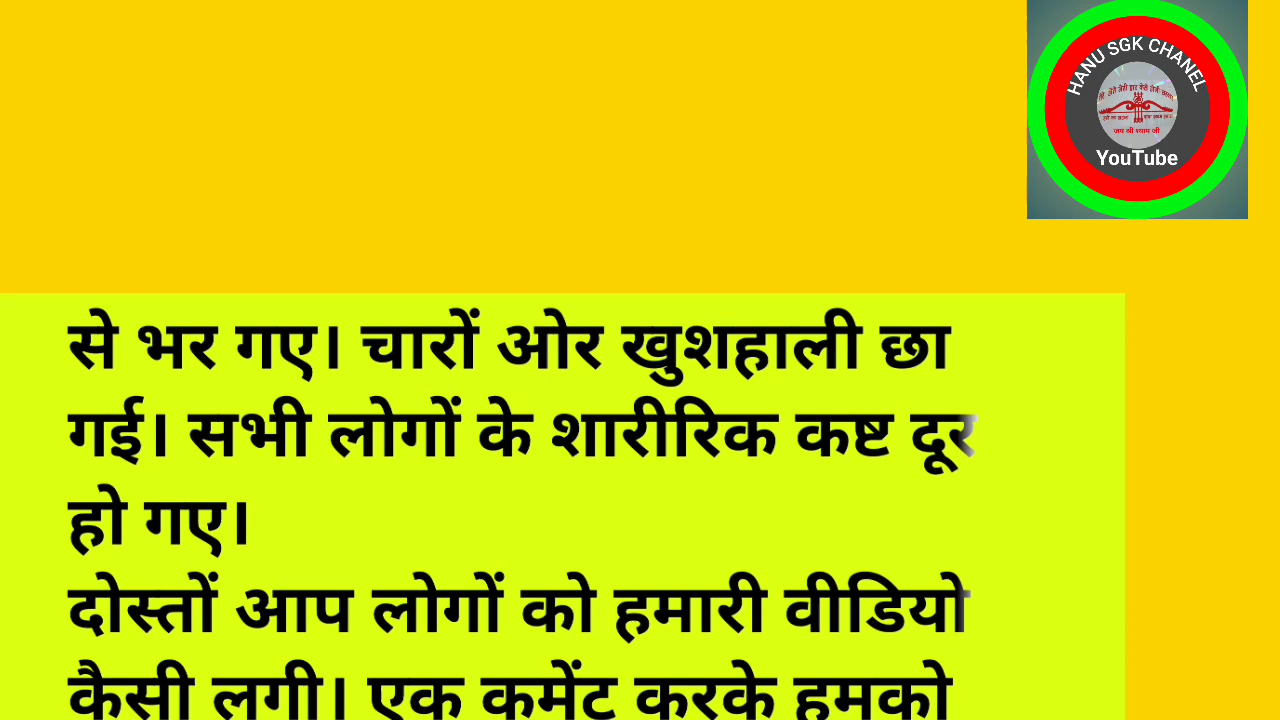 HANU SGK CHANEL
जय श्री श्याम जी
YouTube
से भर गए। चारों ओर खुशहाली छा
गई। सभी लोगों के शारीरिक कष्ट दूर
हो गए।
दोस्तों आप लोगों को हमारी वीडियो
कैसी लगी। एक कमेंट करके हमको